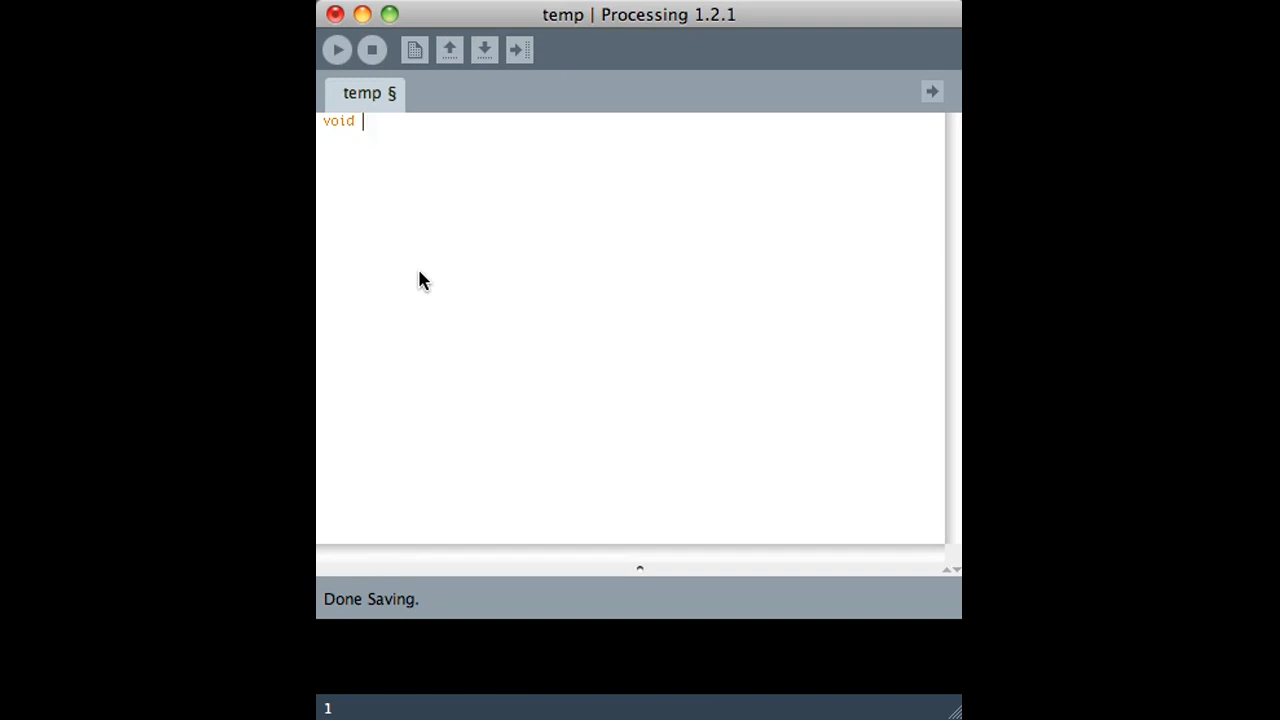 temp | Processing 1.2.1
temp §
void
Done Saving.
1